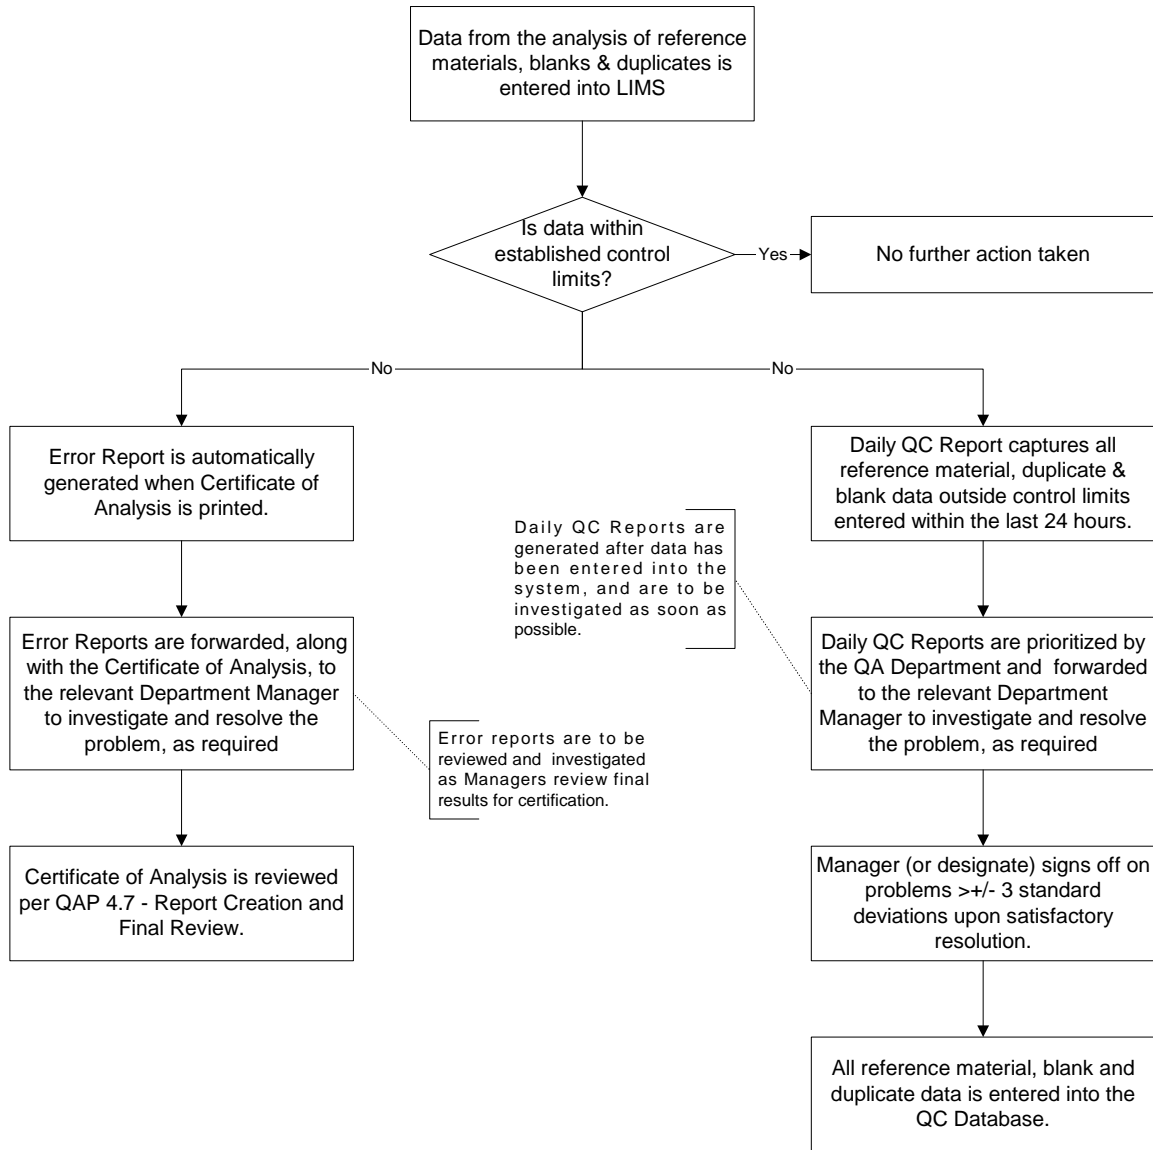 Data from the analysis of reference
materials, blanks & duplicates is
entered into LIMS
Is data within
established control
limits?
Yes
No further action taken
No
No
Error Report is automatically
generated when Certificate of
Analysis is printed.
Daily QC Report captures all
reference material, duplicate &
blank data outside control limits
entered within the last 24 hours.
Daily QC Reports are
generated after data has
been entered into the
system, and are to be
investigated as soon as
possible.
Error Reports are forwarded, along
with the Certificate of Analysis, to
the relevant Department Manager
to investigate and resolve the
problem, as required
Daily QC Reports are prioritized by
the QA Department and forwarded
to the relevant Department
Manager to investigate and resolve
the problem, as required
Error reports are to be
reviewed and investigated
as Managers review final
results for certification.
Certificate of Analysis is reviewed
per QAP 4.7 - Report Creation and
Final Review.
Manager (or designate) signs off on
problems >+/- 3 standard
deviations upon satisfactory
resolution.
All reference material, blank and
duplicate data is entered into the
QC Database.